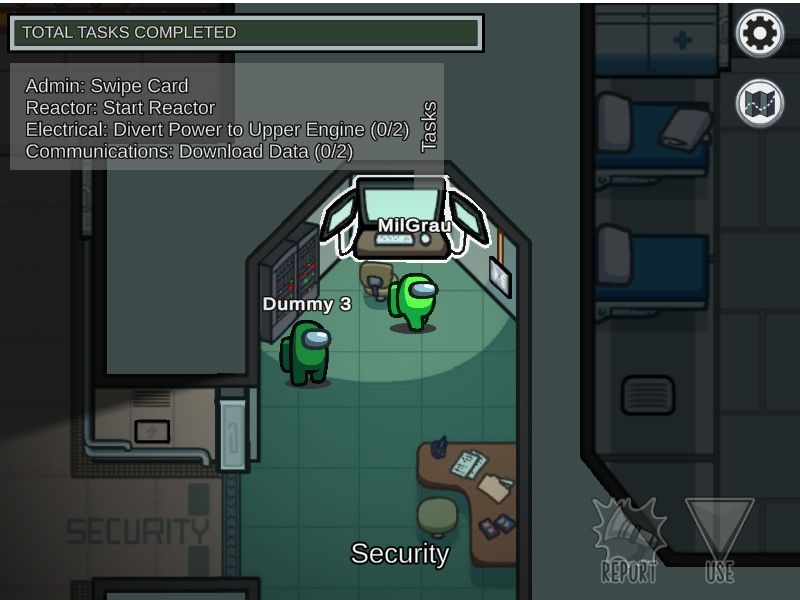 TOTAL TASKS COMPLETED
Admin: Swipe Card
Reactor: Start Reactor
Electrical: Divert Power to Upper Engine (0/2)
Communications: Download Data (0/2)
Tasks
MilGrau
Dummy 3
SECURITY
Security
REPORT
USE